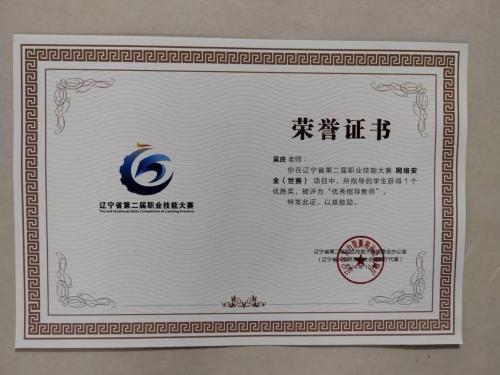 荣誉证书
吴庆 老师：
你在辽宁省第二届职业技能大赛 网络安
全（世赛） 项目中，所指导的学生获得 1 个
优胜奖，被评为“优秀指导教师”，
特发此证，以兹鼓励。
辽宁省第二届职业技能大赛
The 2nd Vocational Skills Competition of Liaoning Province
辽宁省第二届职业技能大赛组委会办公室